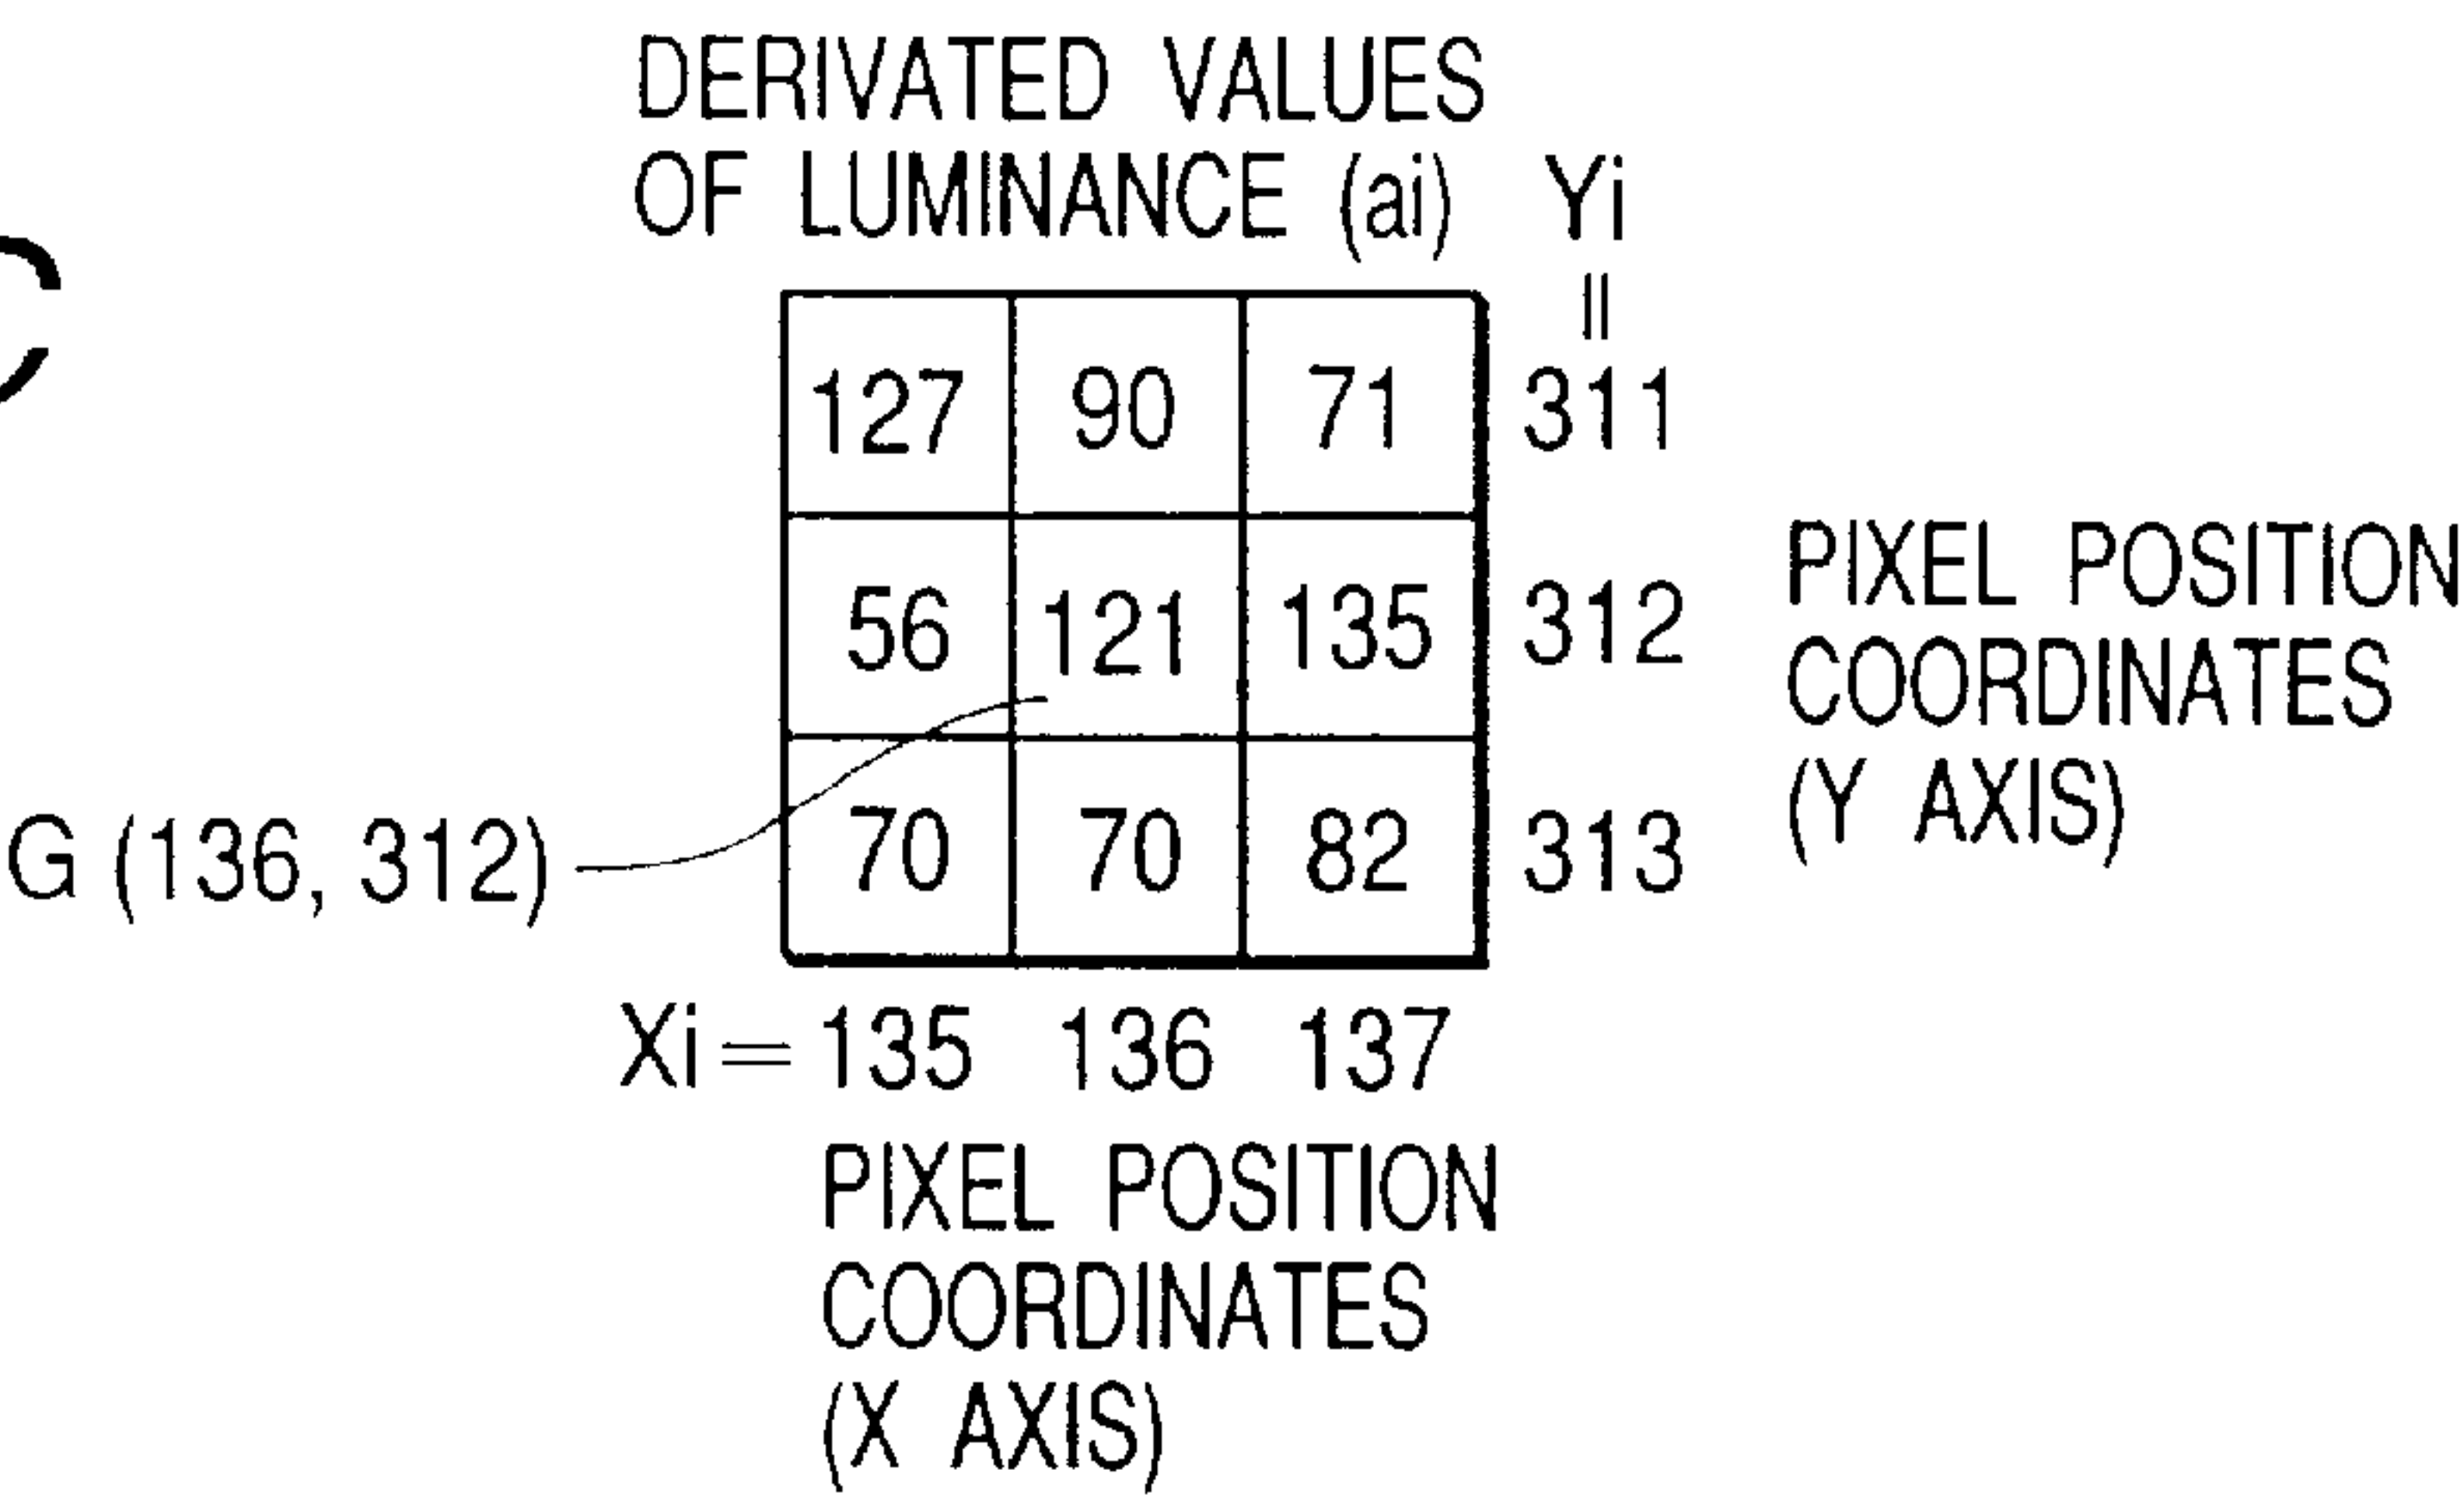 DERIVATED VALUES
OF LUMINANCE (ai) Yi
||
127 90 71 311
56 121 135 312
70 70 82 313
PIXEL POSITION
COORDINATES
(Y AXIS)
G (136, 312)
Xi = 135 136 137
PIXEL POSITION
COORDINATES
(X AXIS)